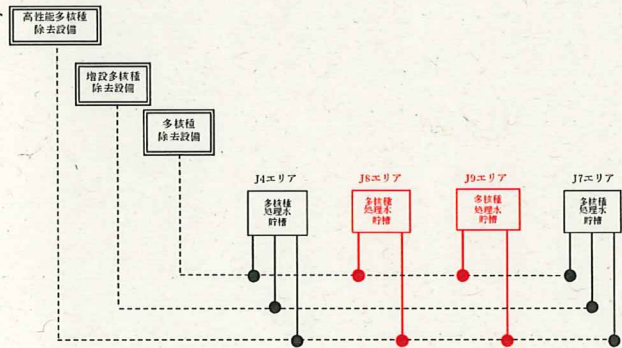 高性能多核種
除去設備
増設多核種
除去設備
多核種
除去設備
J4エリア
J8エリア
J9エリア
J7エリア
多核種
処理水
貯槽
多核種
処理水
貯槽
多核種
処理水
貯槽
多核種
処理水
貯槽